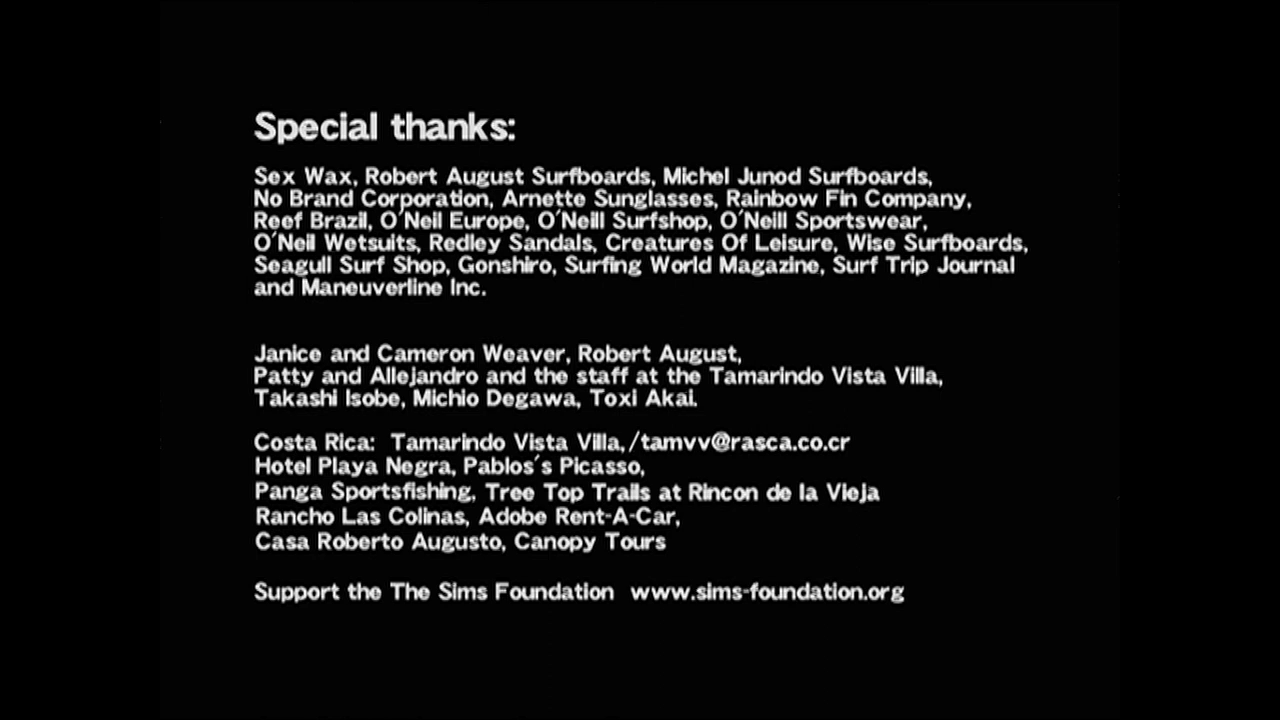 Special thanks:
Sex Wax, Robert August Surfboards, Michel Junod Surfboards,
No Brand Corporation, Arnette Sunglasses, Rainbow Fin Company,
Reef Brazil, O'Neil Europe, O'Neill Surfshop, O'Neill Sportswear,
O'Neil Wetsuits, Redley Sandals, Creatures Of Leisure, Wise Surfboards,
Seagull Surf Shop, Gonshiro, Surfing World Magazine, Surf Trip Journal
and Maneuverline Inc.
Janice and Cameron Weaver, Robert August,
Patty and Allejandro and the staff at the Tamarindo Vista Villa,
Takashi Isobe, Michio Degawa, Toxi Akai.
Costa Rica: Tamarindo Vista Villa,/tamvv@rasca.co.cr
Hotel Playa Negra, Pablos's Picasso,
Panga Sportsfishing, Tree Top Trails at Rincon de la Vieja
Rancho Las Colinas, Adobe Rent-A-Car,
Casa Roberto Augusto, Canopy Tours
Support the The Sims Foundation www.sims-foundation.org